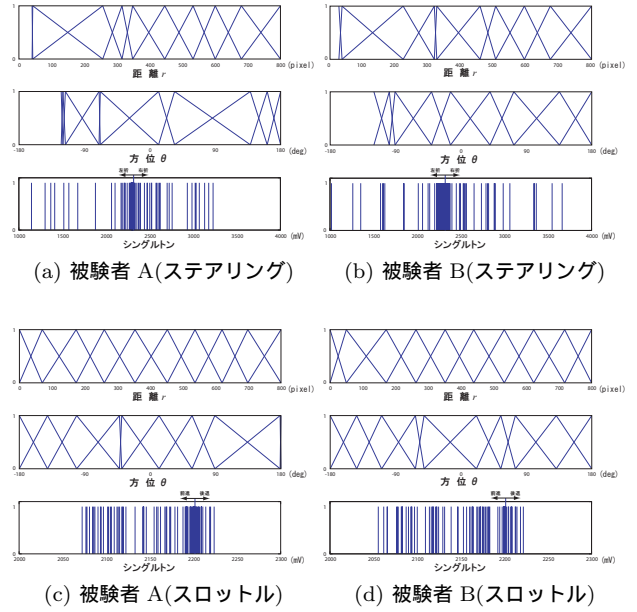 1
0
0 100 200 300 400 500 600 700 800 (pixel)
距 離 r
1
0
-180 -90 0 90 180 (deg)
方 位 θ
左折 右折
1
0
1000 1500 2000 2500 3000 3500 4000 (mV)
シングルトン
(a) 被験者 A(ステアリング)
1
0
0 100 200 300 400 500 600 700 800 (pixel)
距 離 r
1
0
-180 -90 0 90 180 (deg)
方 位 θ
左折 右折
1
0
1000 1500 2000 2500 3000 3500 4000 (mV)
シングルトン
(b) 被験者 B(ステアリング)
1
0
0 100 200 300 400 500 600 700 800 (pixel)
距 離 r
1
0
-180 -90 0 90 180 (deg)
方 位 θ
前進 後退
1
0
2000 2050 2100 2150 2200 2250 2300 (mV)
シングルトン
(c) 被験者 A(スロットル)
1
0
0 100 200 300 400 500 600 700 800 (pixel)
距 離 r
1
0
-180 -90 0 90 180 (deg)
方 位 θ
前進 後退
1
0
2000 2050 2100 2150 2200 2250 2300 (mV)
シングルトン
(d) 被験者 B(スロットル)